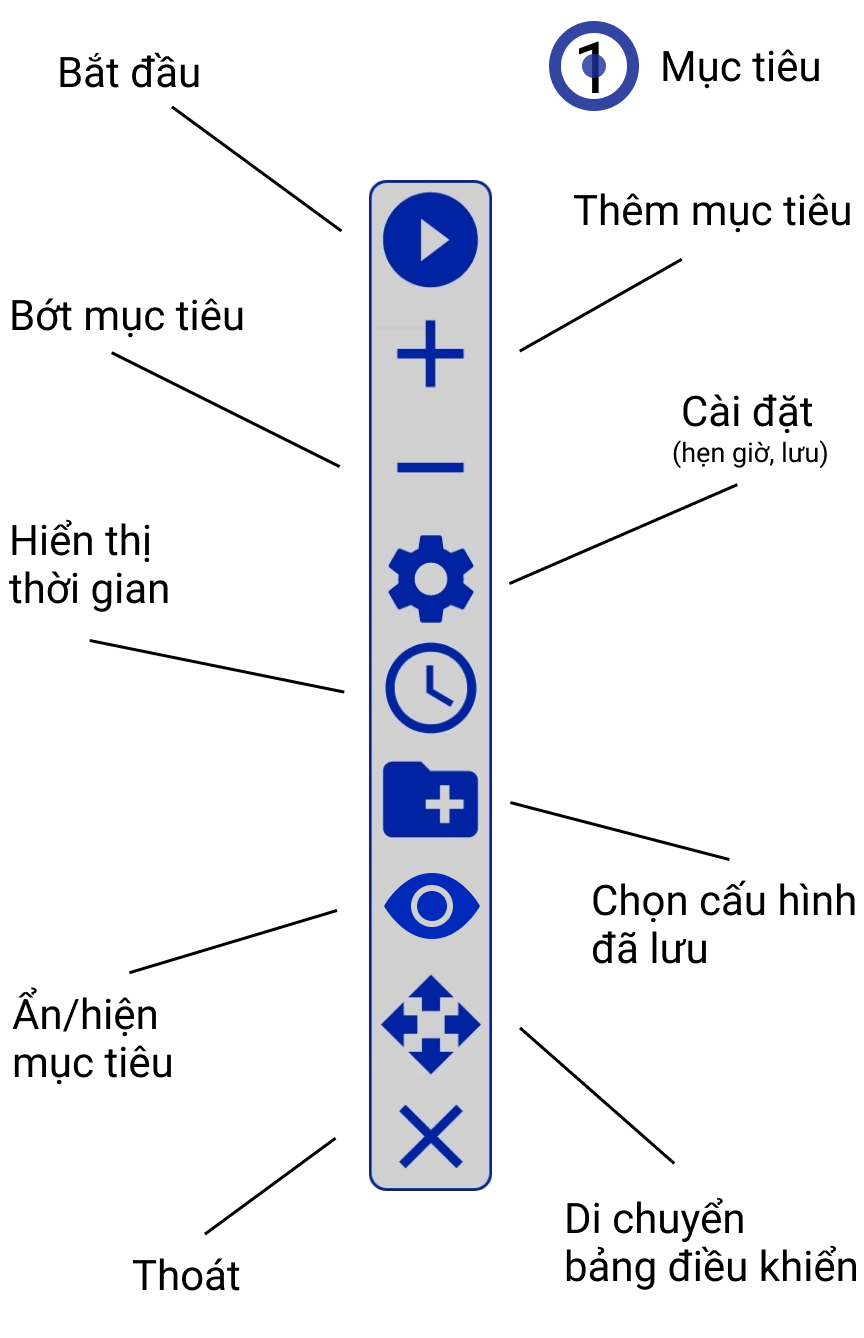 Bắt đầu
1
Mục tiêu
Thêm mục tiêu
Bớt mục tiêu
Cài đặt
(hẹn giờ, lưu)
Hiển thị
thời gian
Chọn cấu hình
đã lưu
Ẩn/hiện
mục tiêu
Di chuyển
bảng điều khiển
Thoát